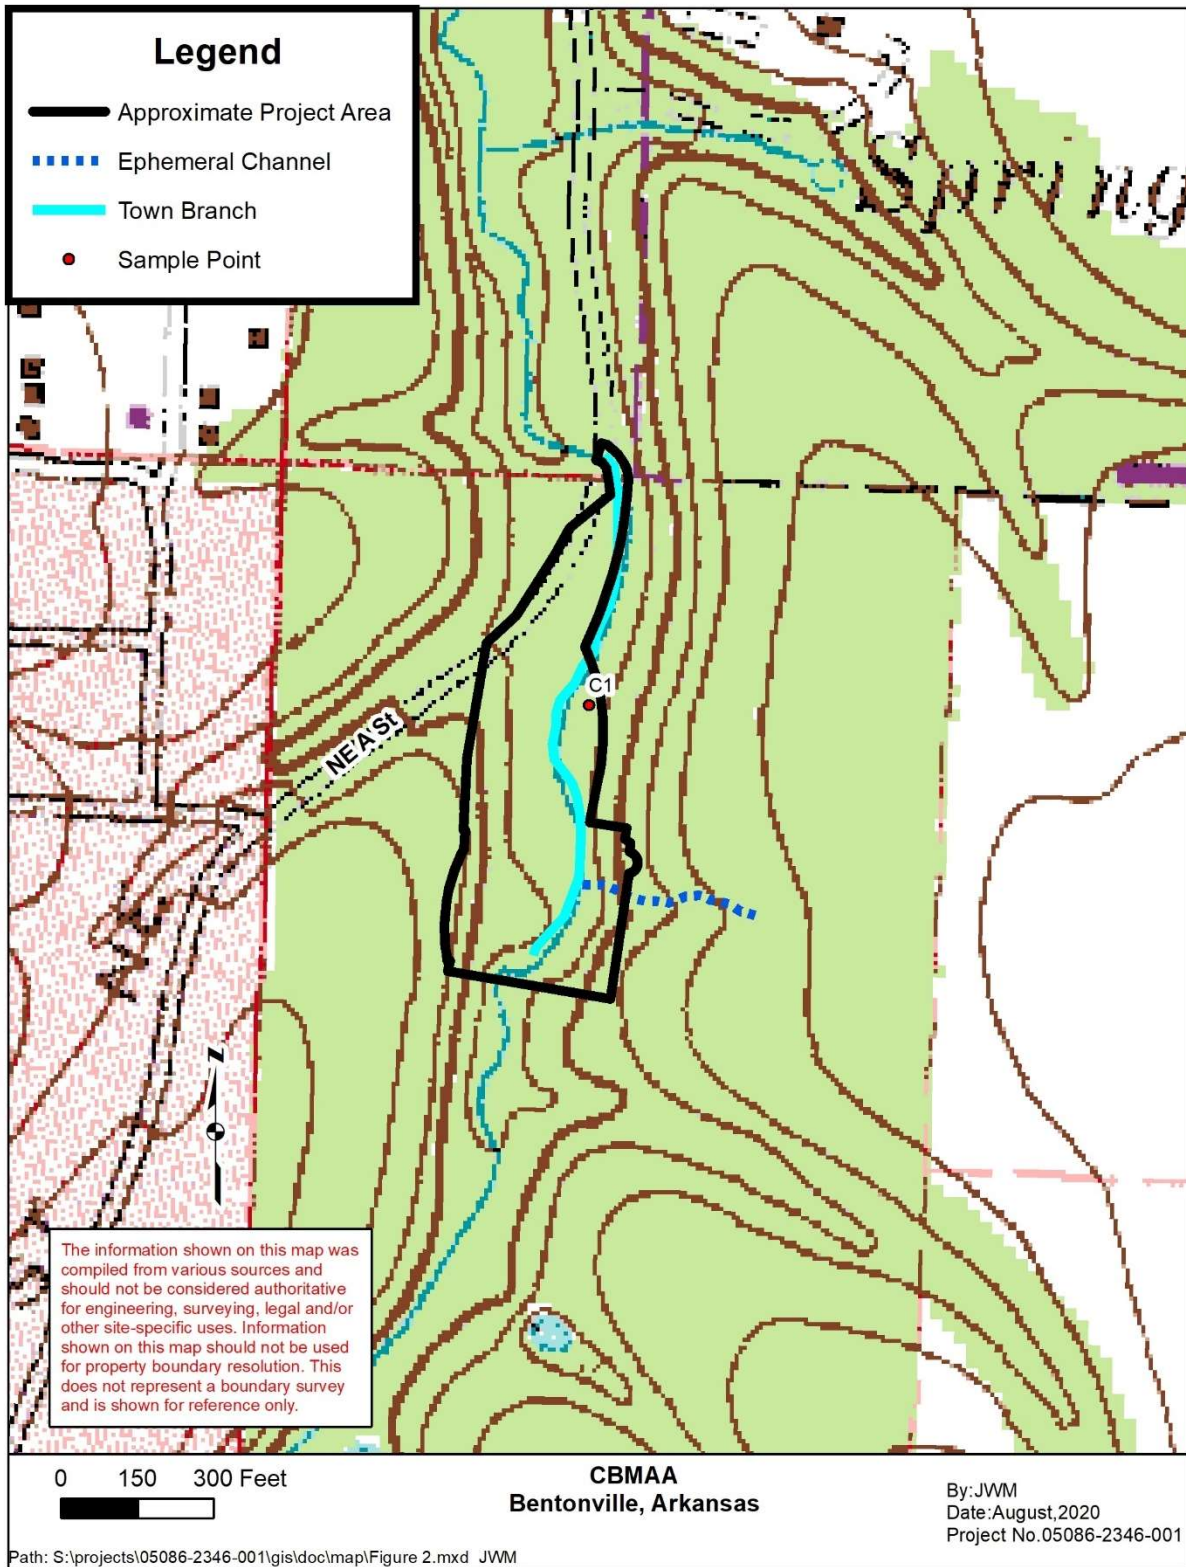 Legend
Approximate Project Area
Ephemeral Channel
Town Branch
Sample Point
Spring
C1
NE A St
N
The information shown on this map was
compiled from various sources and
should not be considered authoritative
for engineering, surveying, legal and/or
other site-specific uses. Information
shown on this map should not be used
for property boundary resolution. This
does not represent a boundary survey
and is shown for reference only.
0 150 300 Feet
CBMAA
Bentonville, Arkansas
By:JWM
Date:August,2020
Project No.05086-2346-001
Path: S:\projects\05086-2346-001\gis\doc\map\Figure 2.mxd JWM